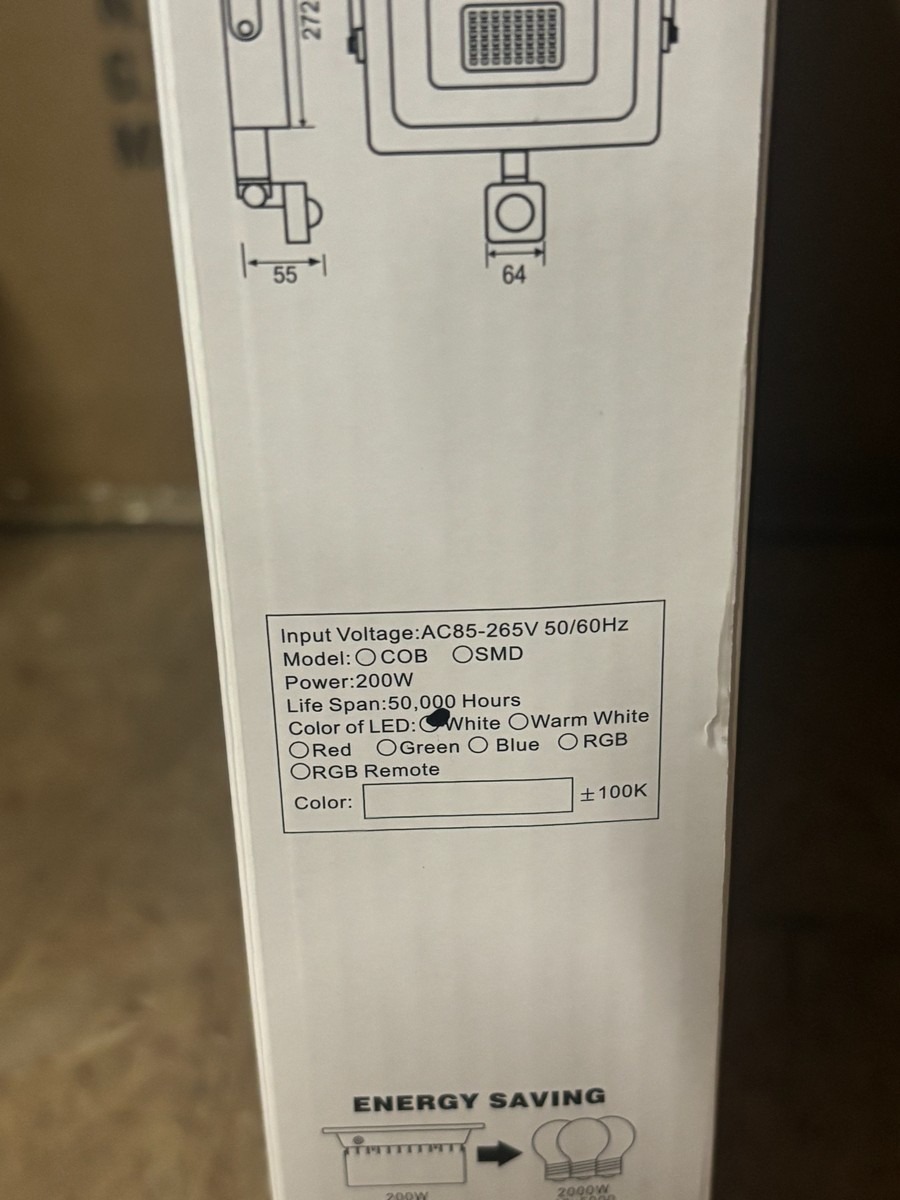 272
55
64
Input Voltage:AC85-265V 50/60Hz
Model: COB SMD
Power:200W
Life Span:50,000 Hours
Color of LED: White Warm White
Red Green Blue RGB
RGB Remote
Color: ±100K
ENERGY SAVING
200W
2000W